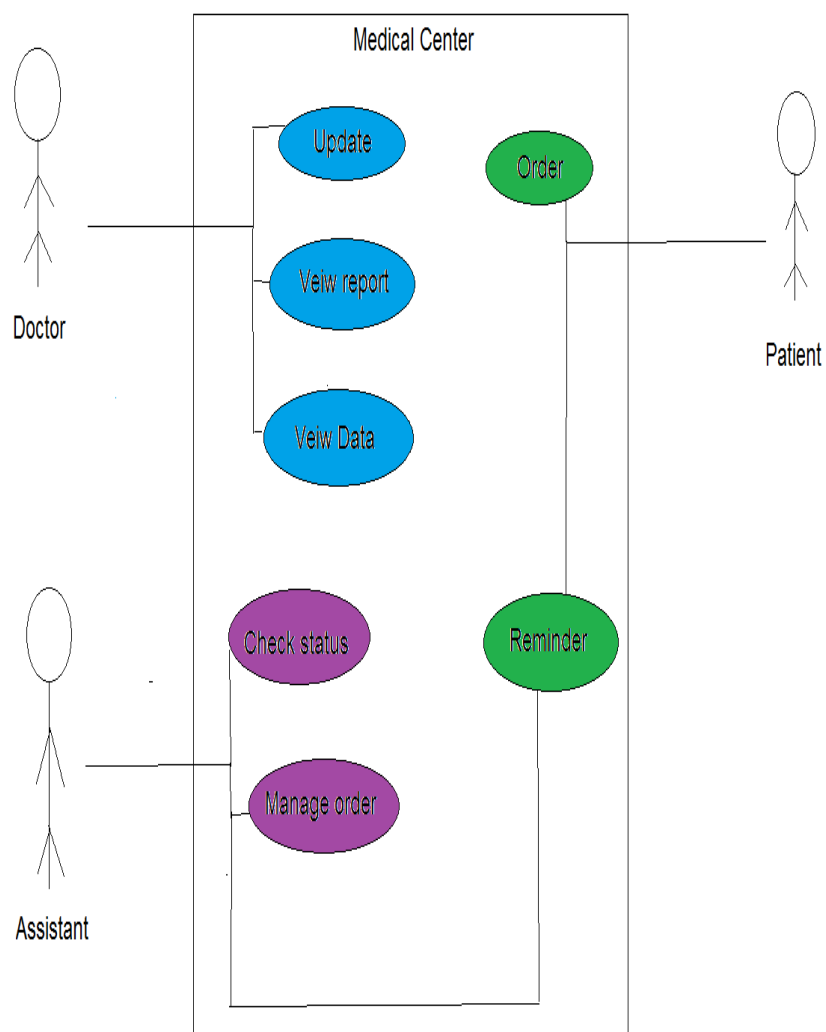 Medical Center
Update
Order
Veiw report
Doctor
Patient
Veiw Data
Check status
Reminder
Manage order
Assistant